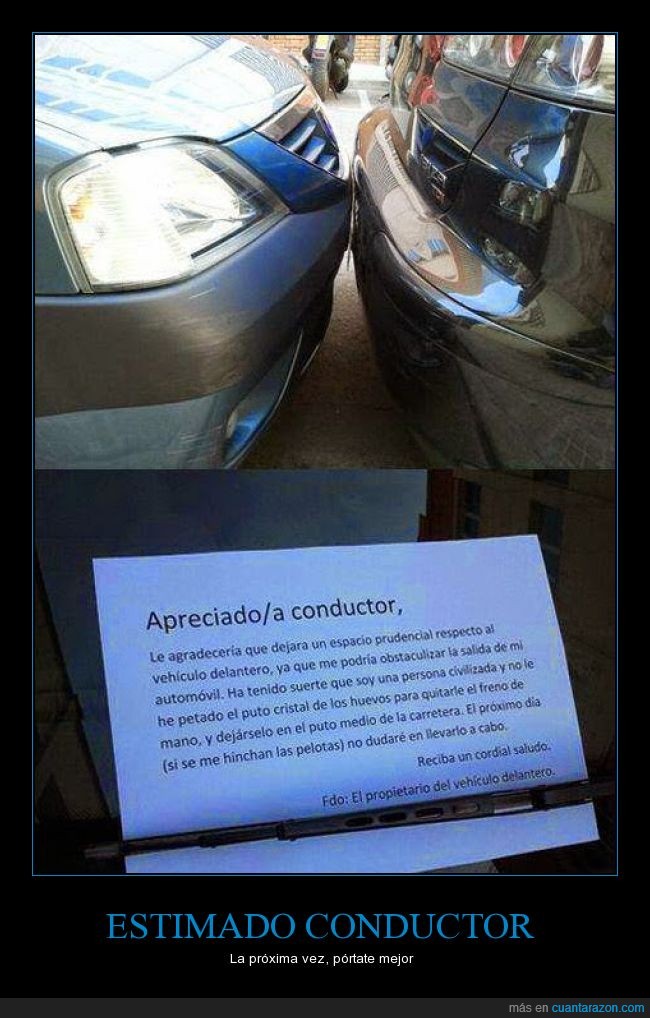 Apreciado/a conductor,
Le agradecería que dejara un espacio prudencial respecto al
vehículo delantero, ya que me podría obstaculizar la salida de mi
automóvil. Ha tenido suerte que soy una persona civilizada y no le
he petado el puto cristal de los huevos para quitarle el freno de
mano, y dejárselo en el puto medio de la carretera. El próximo día
(si se me hinchan las pelotas) no dudaré en llevarlo a cabo.
Reciba un cordial saludo.
Fdo: El propietario del vehículo delantero.
ESTIMADO CONDUCTOR
La próxima vez, pórtate mejor
más en cuantarazon.com